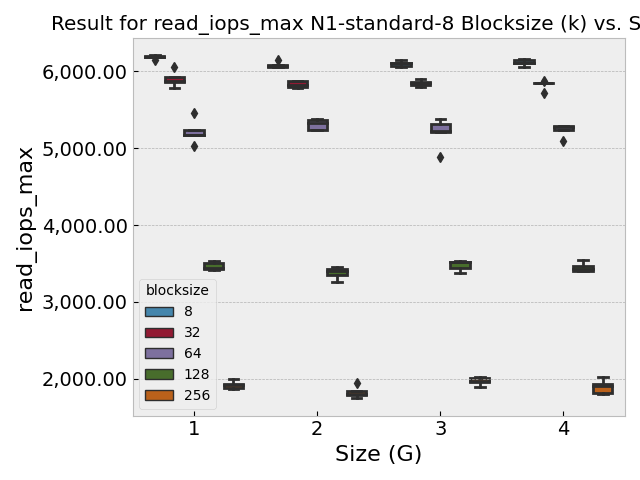 Result for read_iops_max N1-standard-8 Blocksize (k) vs. S
6,000.00
5,000.00
4,000.00
3,000.00
2,000.00
read_iops_max
blocksize
8
32
64
128
256
1 2 3 4
Size (G)